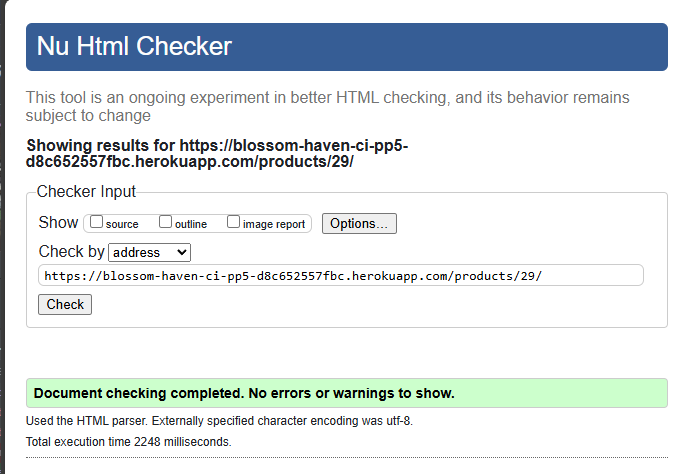 Nu Html Checker
This tool is an ongoing experiment in better HTML checking, and its behavior remains
subject to change
Showing results for https://blossom-haven-ci-pp5-
d8c652557fbc.herokuapp.com/products/29/
Checker Input
Show source outline image report Options...
Check by address
https://blossom-haven-ci-pp5-d8c652557fbc.herokuapp.com/products/29/
Check
Document checking completed. No errors or warnings to show.
Used the HTML parser. Externally specified character encoding was utf-8.
Total execution time 2248 milliseconds.